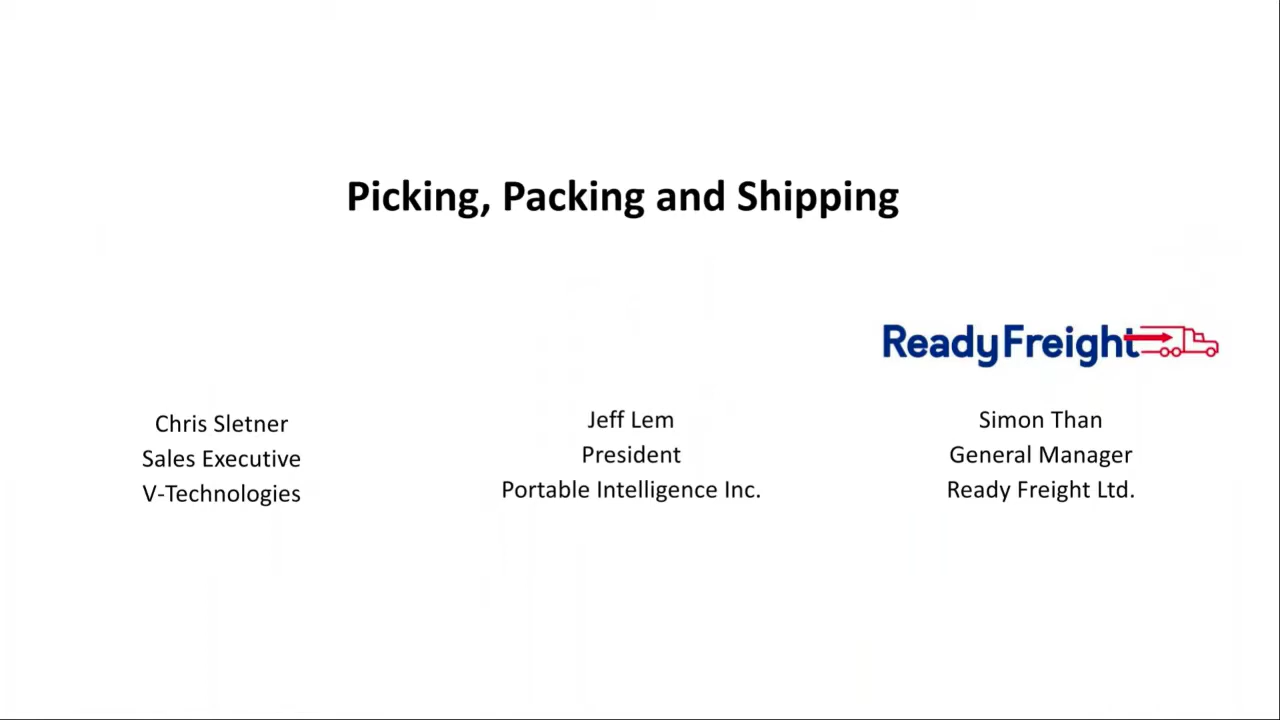 Picking, Packing and Shipping
ReadyFreight
Chris Sletner
Sales Executive
V-Technologies
Jeff Lem
President
Portable Intelligence Inc.
Simon Than
General Manager
Ready Freight Ltd.